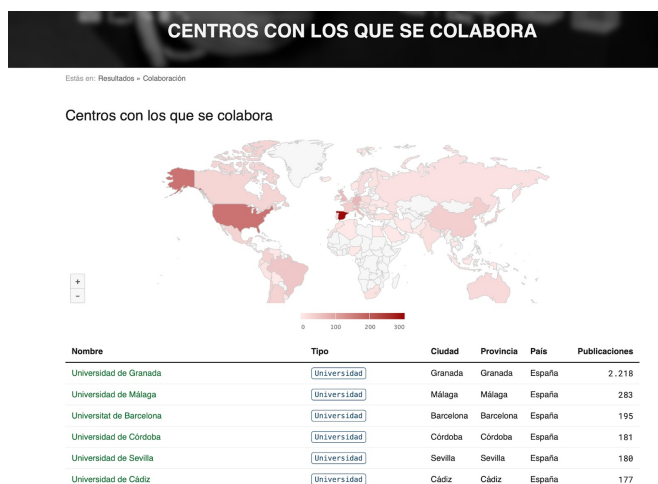 CENTROS CON LOS QUE SE COLABORA
Estás en: Resultados » Colaboración
Centros con los que se colabora
+
−
0 100 200 300
Nombre Tipo Ciudad Provincia País Publicaciones
Universidad de Granada Universidad Granada Granada España 2.218
Universidad de Málaga Universidad Málaga Málaga España 283
Universitat de Barcelona Universidad Barcelona Barcelona España 195
Universidad de Córdoba Universidad Córdoba Córdoba España 181
Universidad de Sevilla Universidad Sevilla Sevilla España 180
Universidad de Cádiz Universidad Cádiz Cádiz España 177